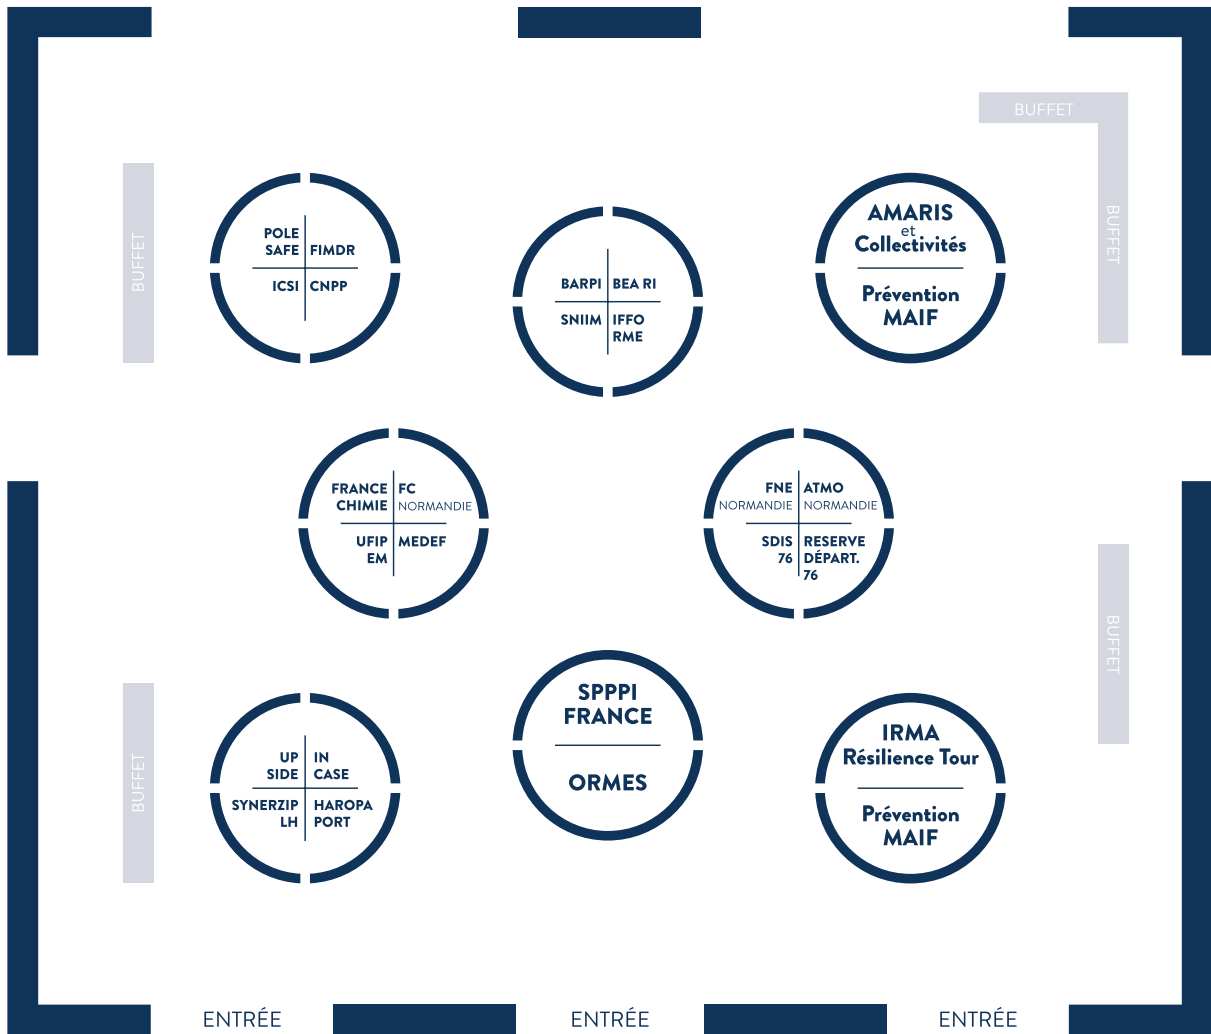 BUFFET
BUFFET
BUFFET
POLE
SAFE
FIMDR
ICSI
CNPP
BARPI
BEA RI
SNIIM
IFFO
RME
AMARIS
et
Collectivités
Prévention
MAIF
FRANCE
CHIMIE
FC
NORMANDIE
UFIP
EM
MEDEF
FNE
NORMANDIE
ATMO
NORMANDIE
SDIS
76
RESERVE
DÉPART.
76
BUFFET
BUFFET
UP
SIDE
IN
CASE
SYNERZIP
LH
HAROPA
PORT
SPPPI
FRANCE
ORMES
IRMA
Résilience Tour
Prévention
MAIF
ENTRÉE
ENTRÉE
ENTRÉE